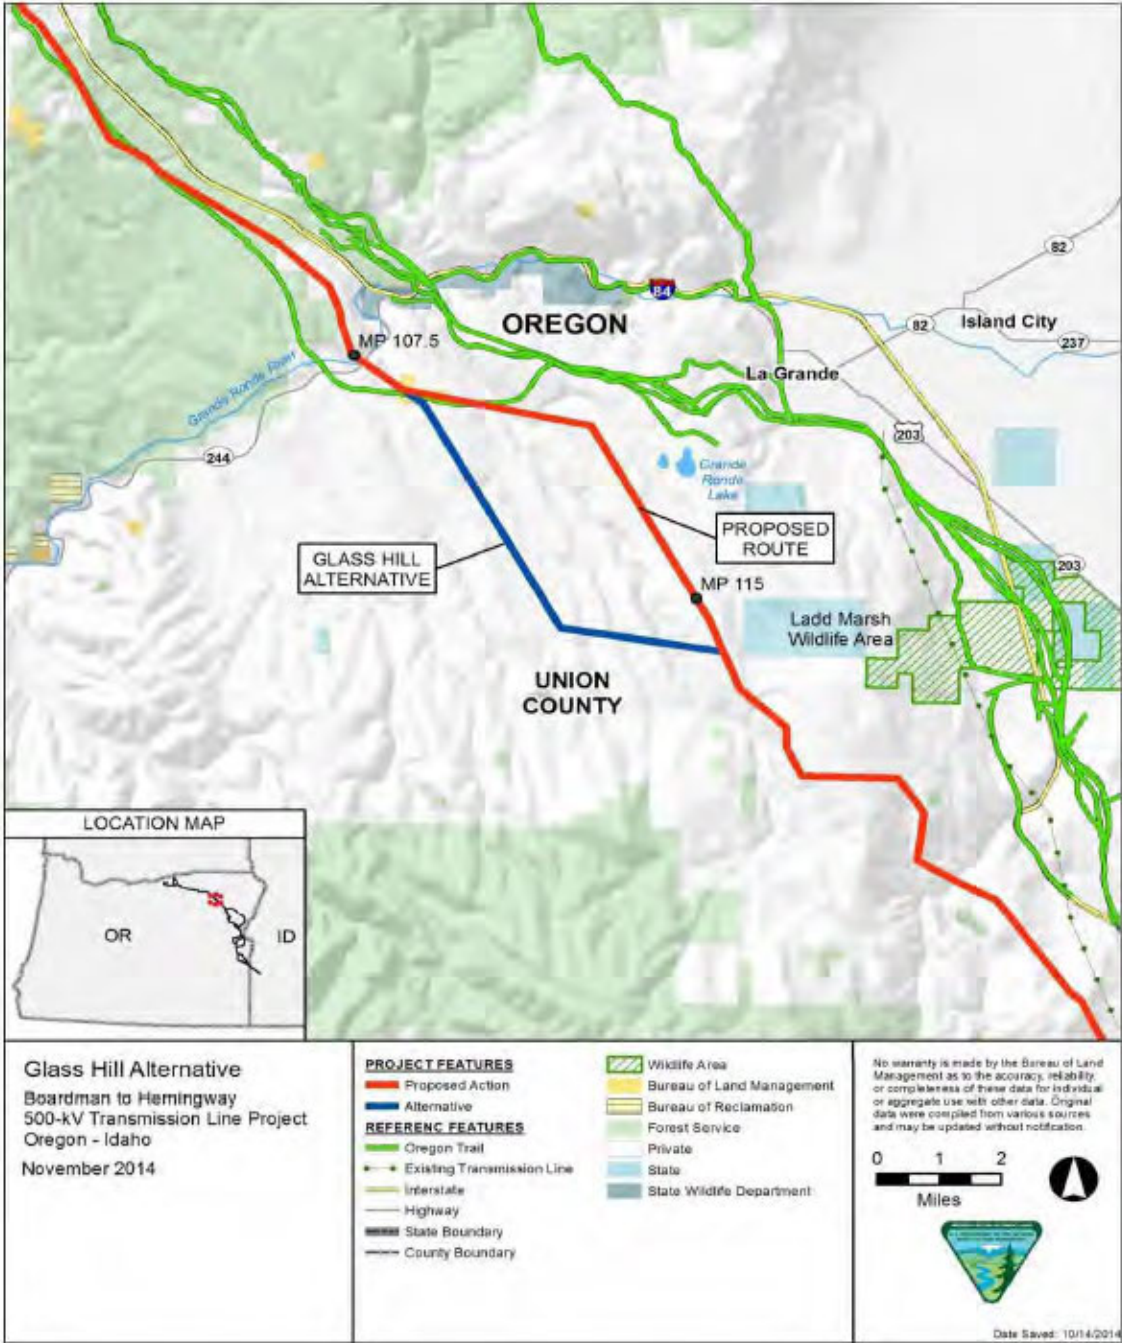 MP 107.5
OREGON
84
82
82
Island City
237
La Grande
Grande Ronde River
203
244
Grande
Ronde
Lake
PROPOSED
ROUTE
GLASS HILL
ALTERNATIVE
203
MP 115
Ladd Marsh
Wildlife Area
UNION
COUNTY
LOCATION MAP
OR
ID
Glass Hill Alternative
Boardman to Hemingway
500-kV Transmission Line Project
Oregon - Idaho
November 2014
PROJECT FEATURES
Proposed Action
Alternative
REFERENC FEATURES
Oregon Trail
Existing Transmission Line
Interstate
Highway
State Boundary
County Boundary
Wildlife Area
Bureau of Land Management
Bureau of Reclamation
Forest Service
Private
State
State Wildlife Department
No warranty is made by the Bureau of Land
Management as to the accuracy, reliability,
or completeness of these data for individual
or aggregate use with other data. Original
data were compiled from various sources
and may be updated without notification.
0 1 2
Miles
Date Saved: 10/14/2014